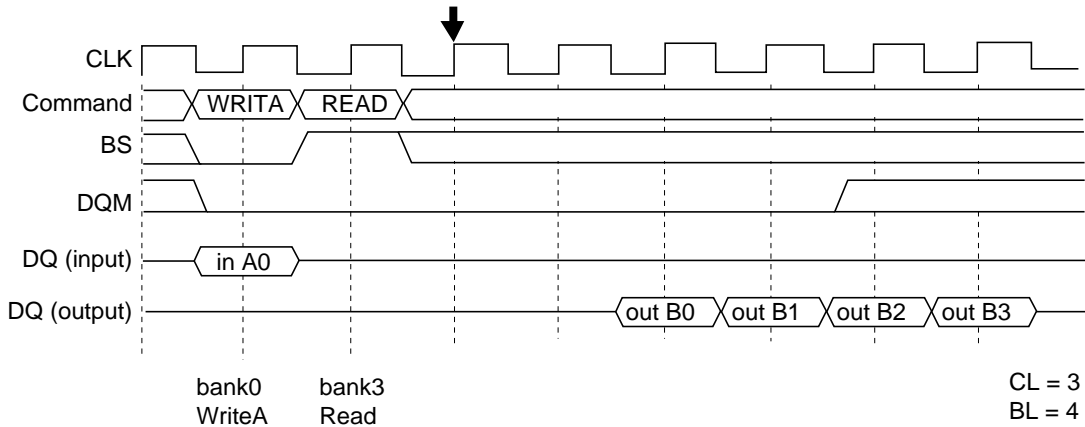 CLK
Command WRITA READ
BS
DQM
DQ (input) in A0
DQ (output) out B0 out B1 out B2 out B3
bank0 bank3 CL = 3
WriteA Read BL = 4